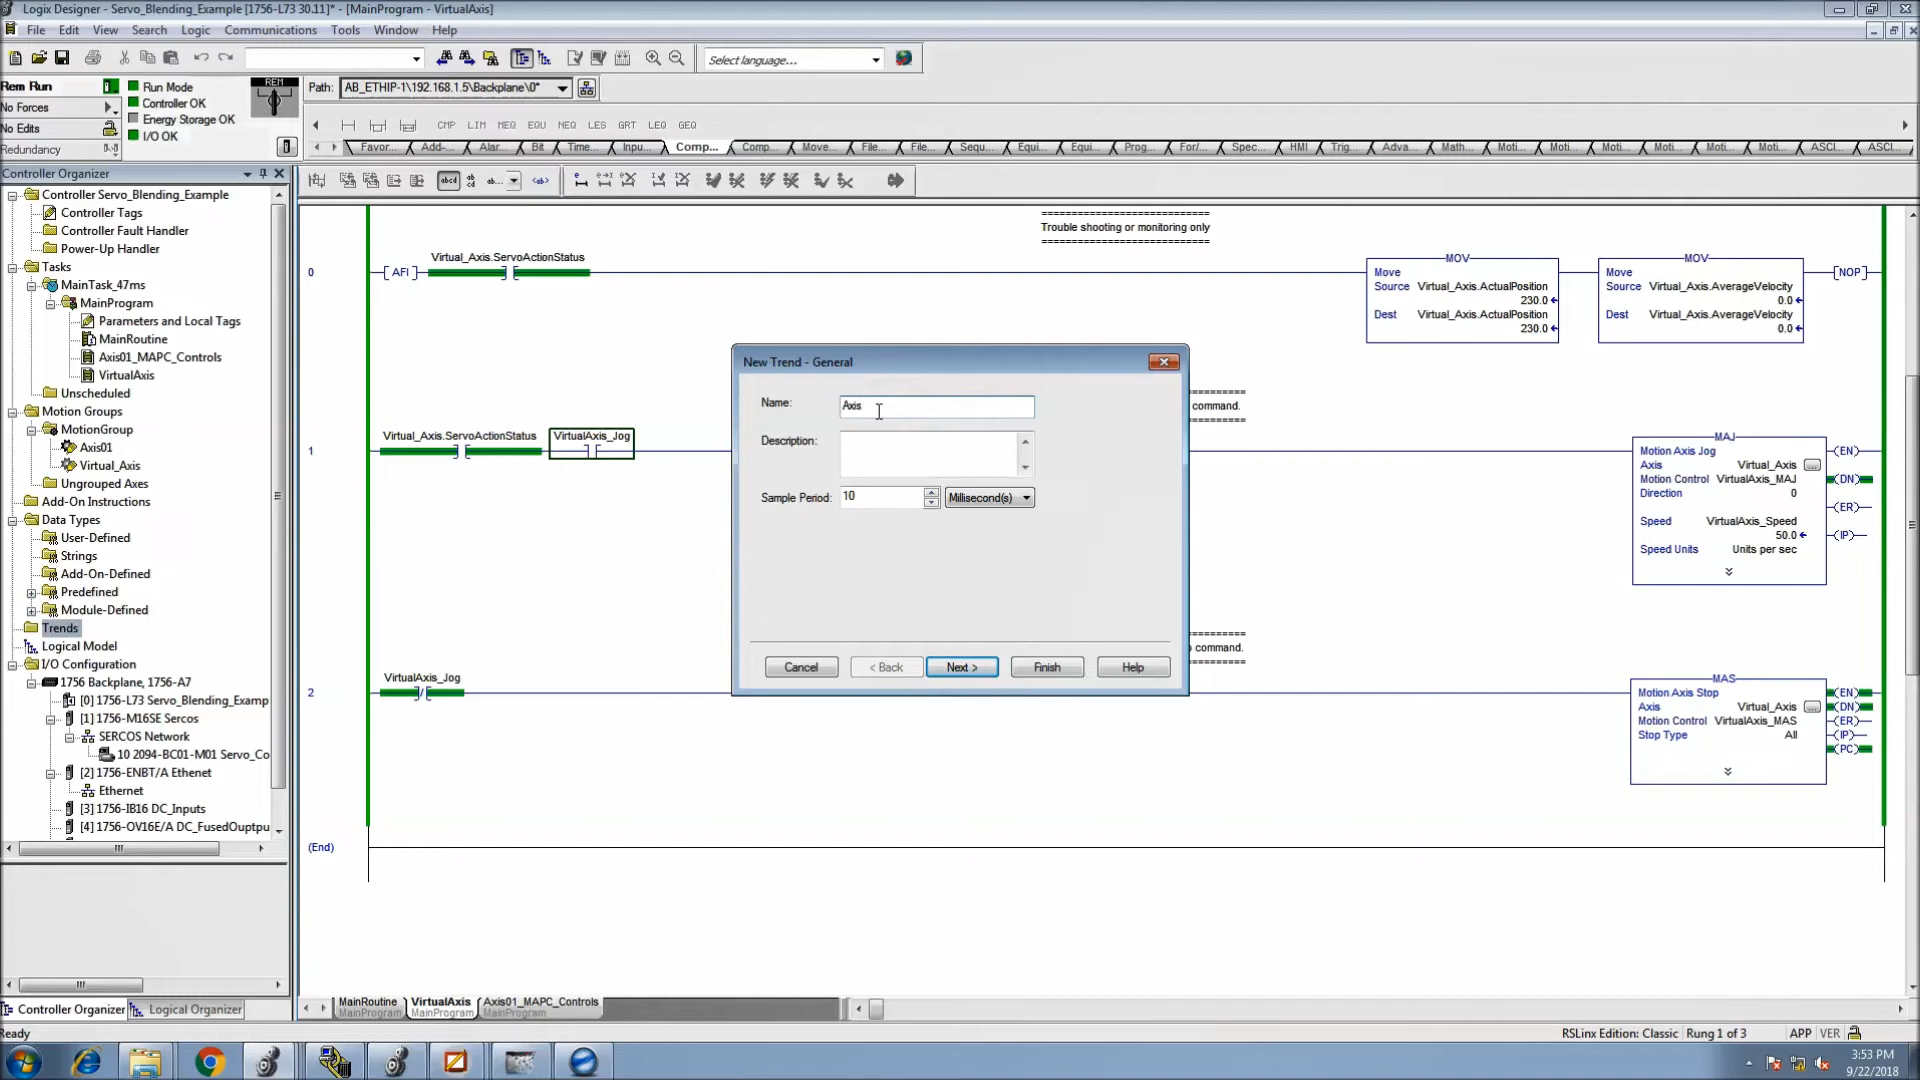 Logix Designer - Servo_Blending_Example [1756-L73 30.11]* - [MainProgram - VirtualAxis]
File Edit View Search Logic Communications Tools Window Help
Select language...
Rem Run
No Forces
No Edits
Redundancy
Run Mode
Controller OK
Energy Storage OK
I/O OK
REM
Path: AB_ETHIP-1\192.168.1.5\Backplane\0*
CMP LIM MEQ EQU NEQ LES GRT LEQ GEQ
Favor... Add-... Alar... Bit Time... Inpu... Comp... Comp... Move... File... File... Sequ... Equi... Equi... Prog... For/... Spec... HMI Trig... Adva... Math... Moti... Moti... Moti... Moti... Moti... ASCI... ASCI...
Controller Organizer
Controller Servo_Blending_Example
Controller Tags
Controller Fault Handler
Power-Up Handler
Tasks
MainTask_47ms
MainProgram
Parameters and Local Tags
MainRoutine
Axis01_MAPC_Controls
VirtualAxis
Unscheduled
Motion Groups
MotionGroup
Axis01
Virtual_Axis
Ungrouped Axes
Add-On Instructions
Data Types
User-Defined
Strings
Add-On-Defined
Predefined
Module-Defined
Trends
Logical Model
I/O Configuration
1756 Backplane, 1756-A7
[0] 1756-L73 Servo_Blending_Examp
[1] 1756-M16SE Sercos
SERCOS Network
10 2094-BC01-M01 Servo_Co
[2] 1756-ENBT/A Ethenet
Ethernet
[3] 1756-IB16 DC_Inputs
[4] 1756-OV16E/A DC_FusedOuptpu
Controller Organizer Logical Organizer
abcd
============================
Trouble shooting or monitoring only
============================
0
AFI
Virtual_Axis.ServoActionStatus
MOV
Move
Source Virtual_Axis.ActualPosition
230.0
Dest Virtual_Axis.ActualPosition
230.0
MOV
Move
Source Virtual_Axis.AverageVelocity
0.0
Dest Virtual_Axis.AverageVelocity
0.0
NOP
=========
command.
=========
1
Virtual_Axis.ServoActionStatus
VirtualAxis_Jog
MAJ
Motion Axis Jog
Axis Virtual_Axis ...
Motion Control VirtualAxis_MAJ
Direction 0
Speed VirtualAxis_Speed
50.0
Speed Units Units per sec
EN
DN
ER
IP
New Trend - General
Name: Axis
Description:
Sample Period: 10 Millisecond(s)
Cancel < Back Next > Finish Help
2
VirtualAxis_Jog
MAS
Motion Axis Stop
Axis Virtual_Axis ...
Motion Control VirtualAxis_MAS
Stop Type All
EN
DN
ER
IP
PC
(End)
MainRoutine
MainProgram
VirtualAxis
MainProgram
Axis01_MAPC_Controls
MainProgram
Ready
RSLinx Edition: Classic Rung 1 of 3 APP VER
3:53 PM
9/22/2018